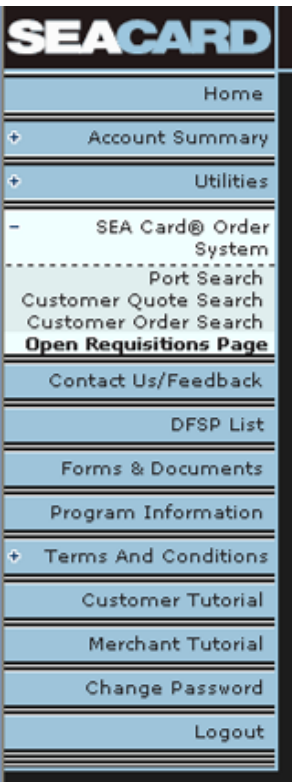 SEACARD
Home
+ Account Summary
+ Utilities
- SEA Card® Order
System
Port Search
Customer Quote Search
Customer Order Search
Open Requisitions Page
Contact Us/Feedback
DFSP List
Forms & Documents
Program Information
+ Terms And Conditions
Customer Tutorial
Merchant Tutorial
Change Password
Logout